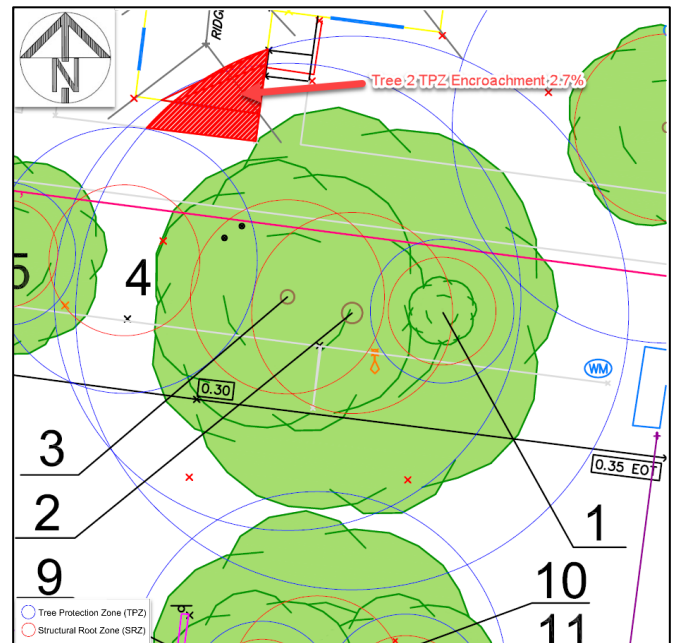 RIDG
N
Tree 2 TPZ Encroachment 2.7%
5
4
WM
0.30
3
0.35 EOT
2
1
9
10
11
Tree Protection Zone (TPZ)
Structural Root Zone (SRZ)